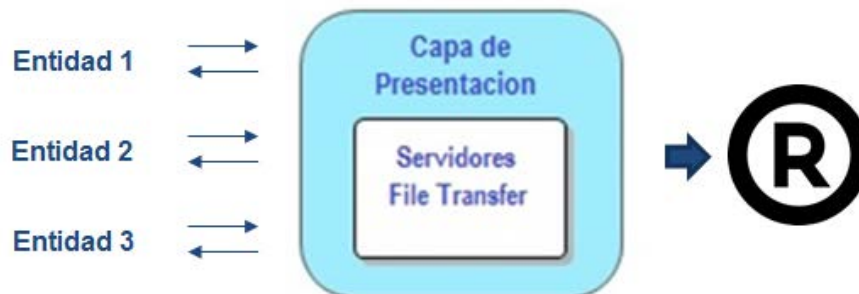 Entidad 1
Entidad 2
Entidad 3
Capa de
Presentacion
Servidores
File Transfer
R